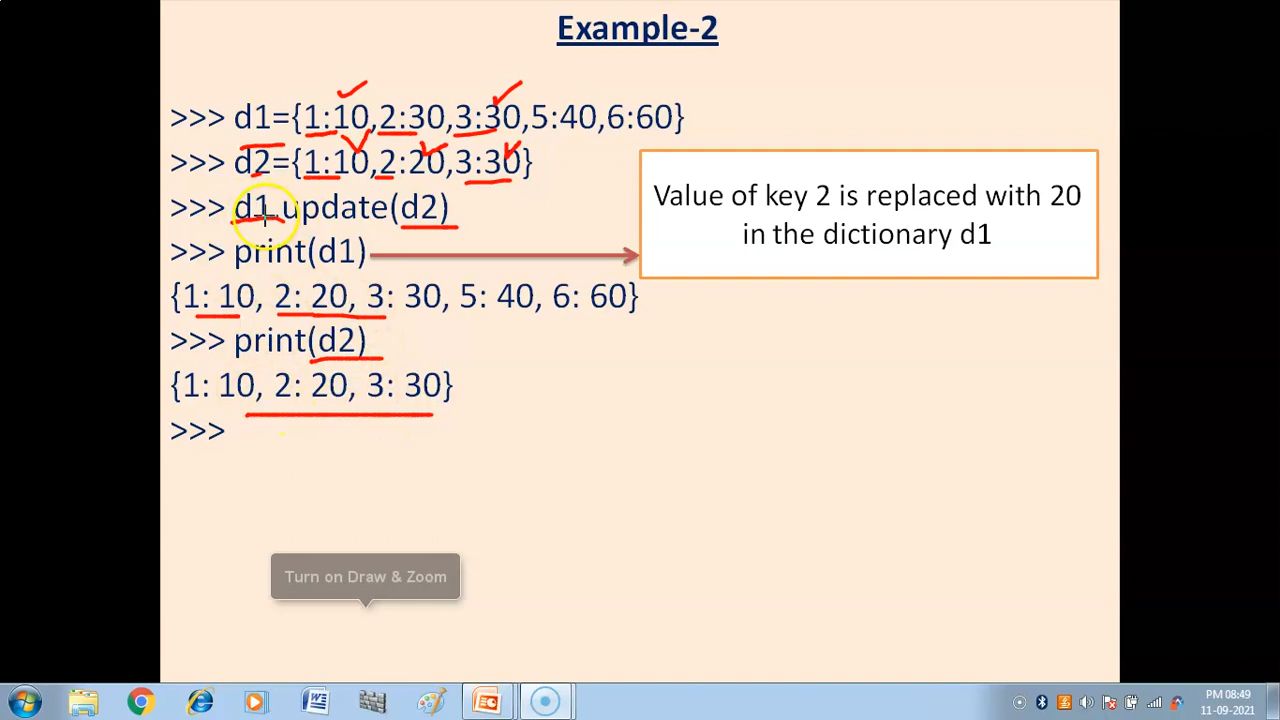 Example-2
>>> d1={1:10,2:30,3:30,5:40,6:60}
>>> d2={1:10,2:20,3:30}
>>> d1.update(d2)
>>> print(d1)
Value of key 2 is replaced with 20
in the dictionary d1
{1: 10, 2: 20, 3: 30, 5: 40, 6: 60}
>>> print(d2)
{1: 10, 2: 20, 3: 30}
>>>
Turn on Draw & Zoom
PM 08:49
11-09-2021